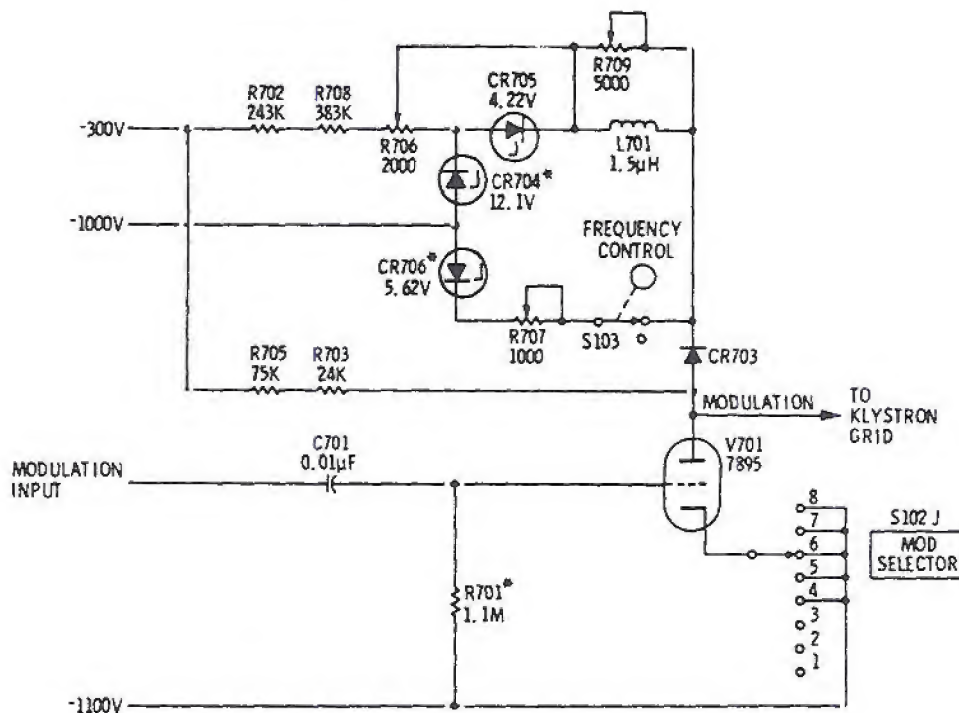 R709
5000
CR705
4.22V
R702
243K
R708
383K
-300V
R706
2000
L701
1.5µH
CR704*
12.1V
-1000V
FREQUENCY
CONTROL
CR706*
5.62V
R707
1000
S103
CR703
R705
75K
R703
24K
MODULATION
TO
KLYSTRON
GRID
C701
0.01µF
V701
7895
MODULATION
INPUT
8
7
6
5
4
3
2
1
S102 J
MOD
SELECTOR
R701*
1.1M
-1100V